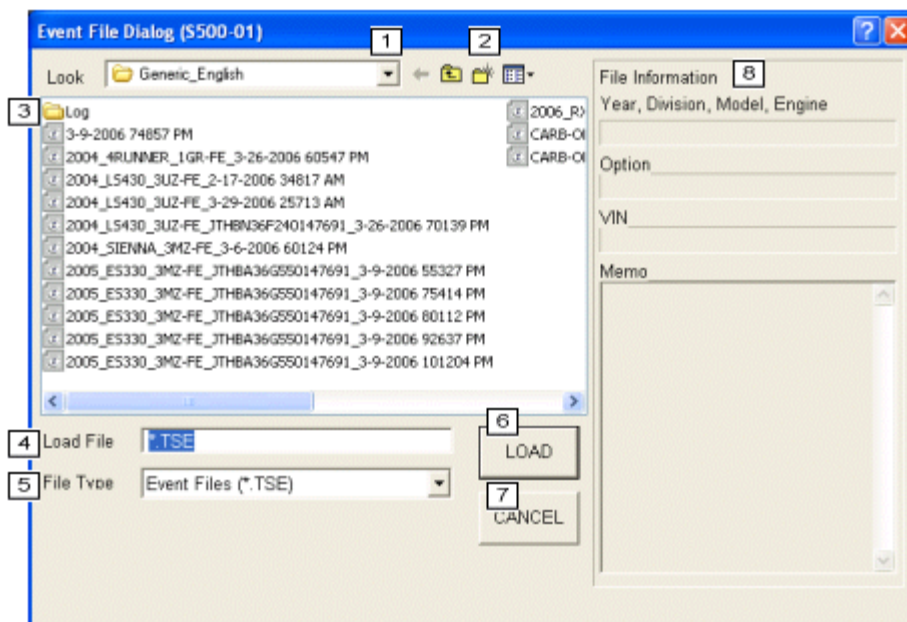 Event File Dialog (S500-01)
1
2
Look
Generic_English
3
Log
3-9-2006 74857 PM
2004_4RUNNER_1GR-FE_3-26-2006 60547 PM
2004_LS430_3UZ-FE_2-17-2006 34817 AM
2004_LS430_3UZ-FE_3-29-2006 25713 AM
2004_LS430_3UZ-FE_JTHBN36F240147691_3-26-2006 70139 PM
2004_SIENNA_3MZ-FE_3-6-2006 60124 PM
2005_ES330_3MZ-FE_JTHBA36G550147691_3-9-2006 55327 PM
2005_ES330_3MZ-FE_JTHBA36G550147691_3-9-2006 75414 PM
2005_ES330_3MZ-FE_JTHBA36G550147691_3-9-2006 80112 PM
2005_ES330_3MZ-FE_JTHBA36G550147691_3-9-2006 92637 PM
2005_ES330_3MZ-FE_JTHBA36G550147691_3-9-2006 101204 PM
2006_RX
CARB-OI
CARB-OI
4
Load File
*.TSE
5
File Type
Event Files (*.TSE)
6
LOAD
7
CANCEL
File Information
8
Year, Division, Model, Engine
Option
VIN
Memo